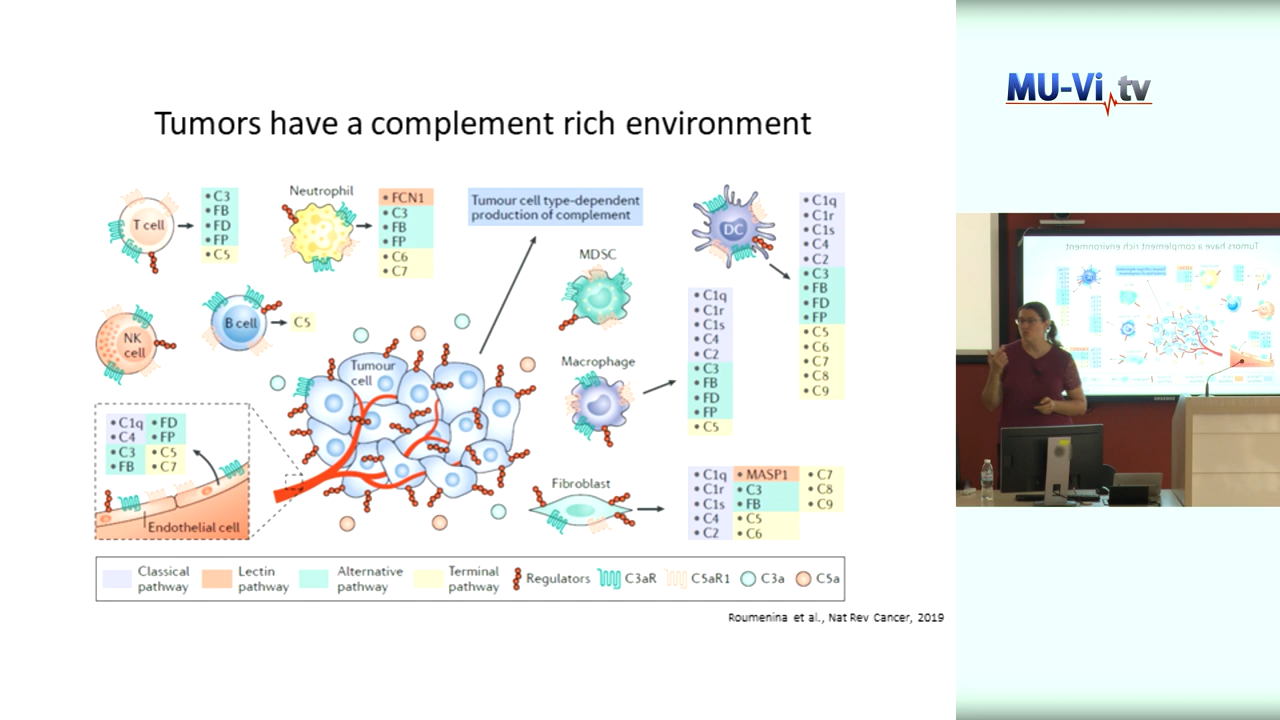 MU-Vi.tv
Tumors have a complement rich environment
T cell
• C3
• FB
• FD
• FP
• C5
Neutrophil
• FCN1
• C3
• FB
• FP
• C6
• C7
Tumour cell type-dependent
production of complement
DC
• C1q
• C1r
• C1s
• C4
• C2
• C3
• FB
• FD
• FP
• C5
• C6
• C7
• C8
• C9
MDSC
NK
cell
B cell
• C5
Tumour
cell
Macrophage
• C1q
• C1r
• C1s
• C4
• C2
• C3
• FB
• FD
• FP
• C5
• C1q • FD
• C4 • FP
• C3 • C5
• FB • C7
Endothelial cell
Fibroblast
• C1q • MASP1 • C7
• C1r • C3 • C8
• C1s • FB • C9
• C4 • C5
• C2 • C6
Classical
pathway
Lectin
pathway
Alternative
pathway
Terminal
pathway
Regulators
C3aR
C5aR1
C3a
C5a
Roumenina et al., Nat Rev Cancer, 2019
Tumors have a complement rich environment